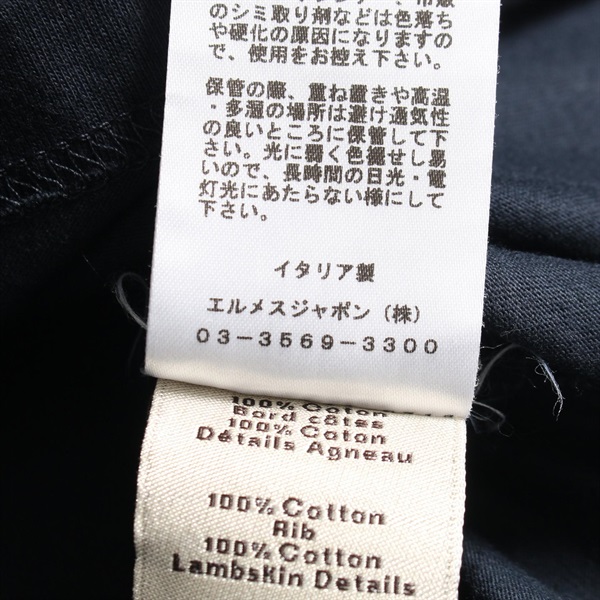 のシミ取り剤などは色落ち
や硬化の原因になりますの
で、使用をお控え下さい。
保管の際、重ね置きや高温
・多湿の場所は避け通気性
の良いところに保管して下
さい。光に弱く色褪せし易
いので、長時間の日光・電
灯光にあたらない様にして
下さい。
イタリア製
エルメスジャポン（株）
03-3569-3300
100% Coton
Bord côtes
100% Coton
Détails Agneau
100% Cotton
Rib
100% Cotton
Lambskin Details